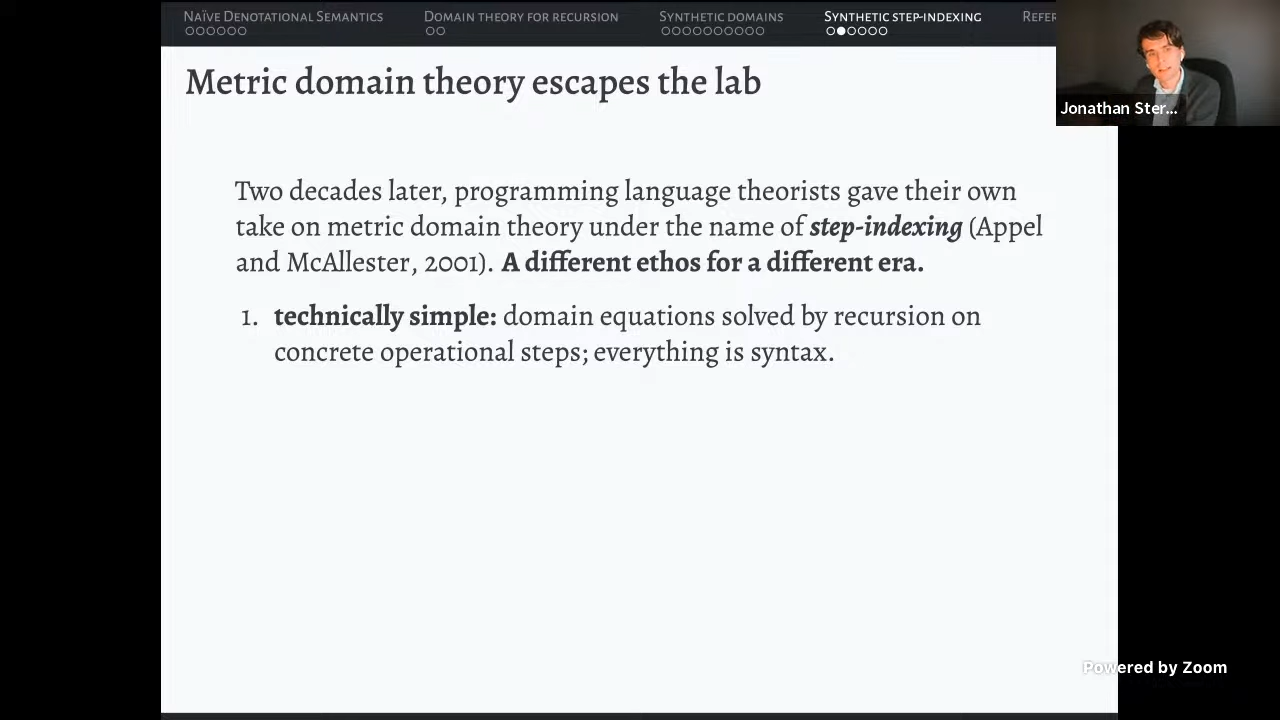 Naïve Denotational Semantics Domain theory for recursion Synthetic domains Synthetic step-indexing Refer
Metric domain theory escapes the lab
Jonathan Ster...
Two decades later, programming language theorists gave their own
take on metric domain theory under the name of step-indexing (Appel
and McAllester, 2001). A different ethos for a different era.
1. technically simple: domain equations solved by recursion on
concrete operational steps; everything is syntax.
Powered by Zoom